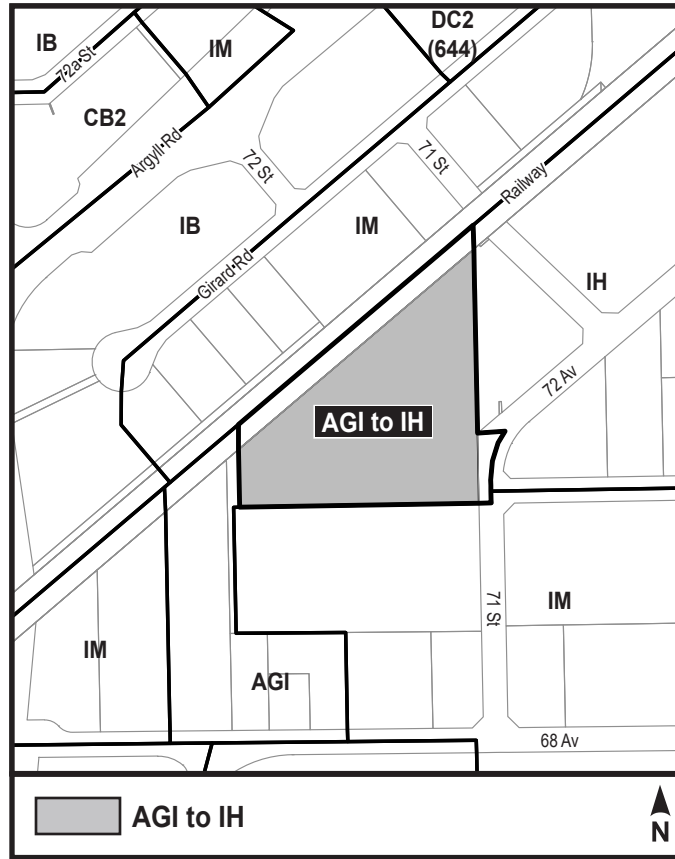 DC2
(644)
IB
IM
72a St
CB2
Argyll Rd
72 St
71 St
Railway
IB
IM
Girard Rd
IH
72 Av
AGI to IH
71 St
IM
IM
AGI
68 Av
AGI to IH
N